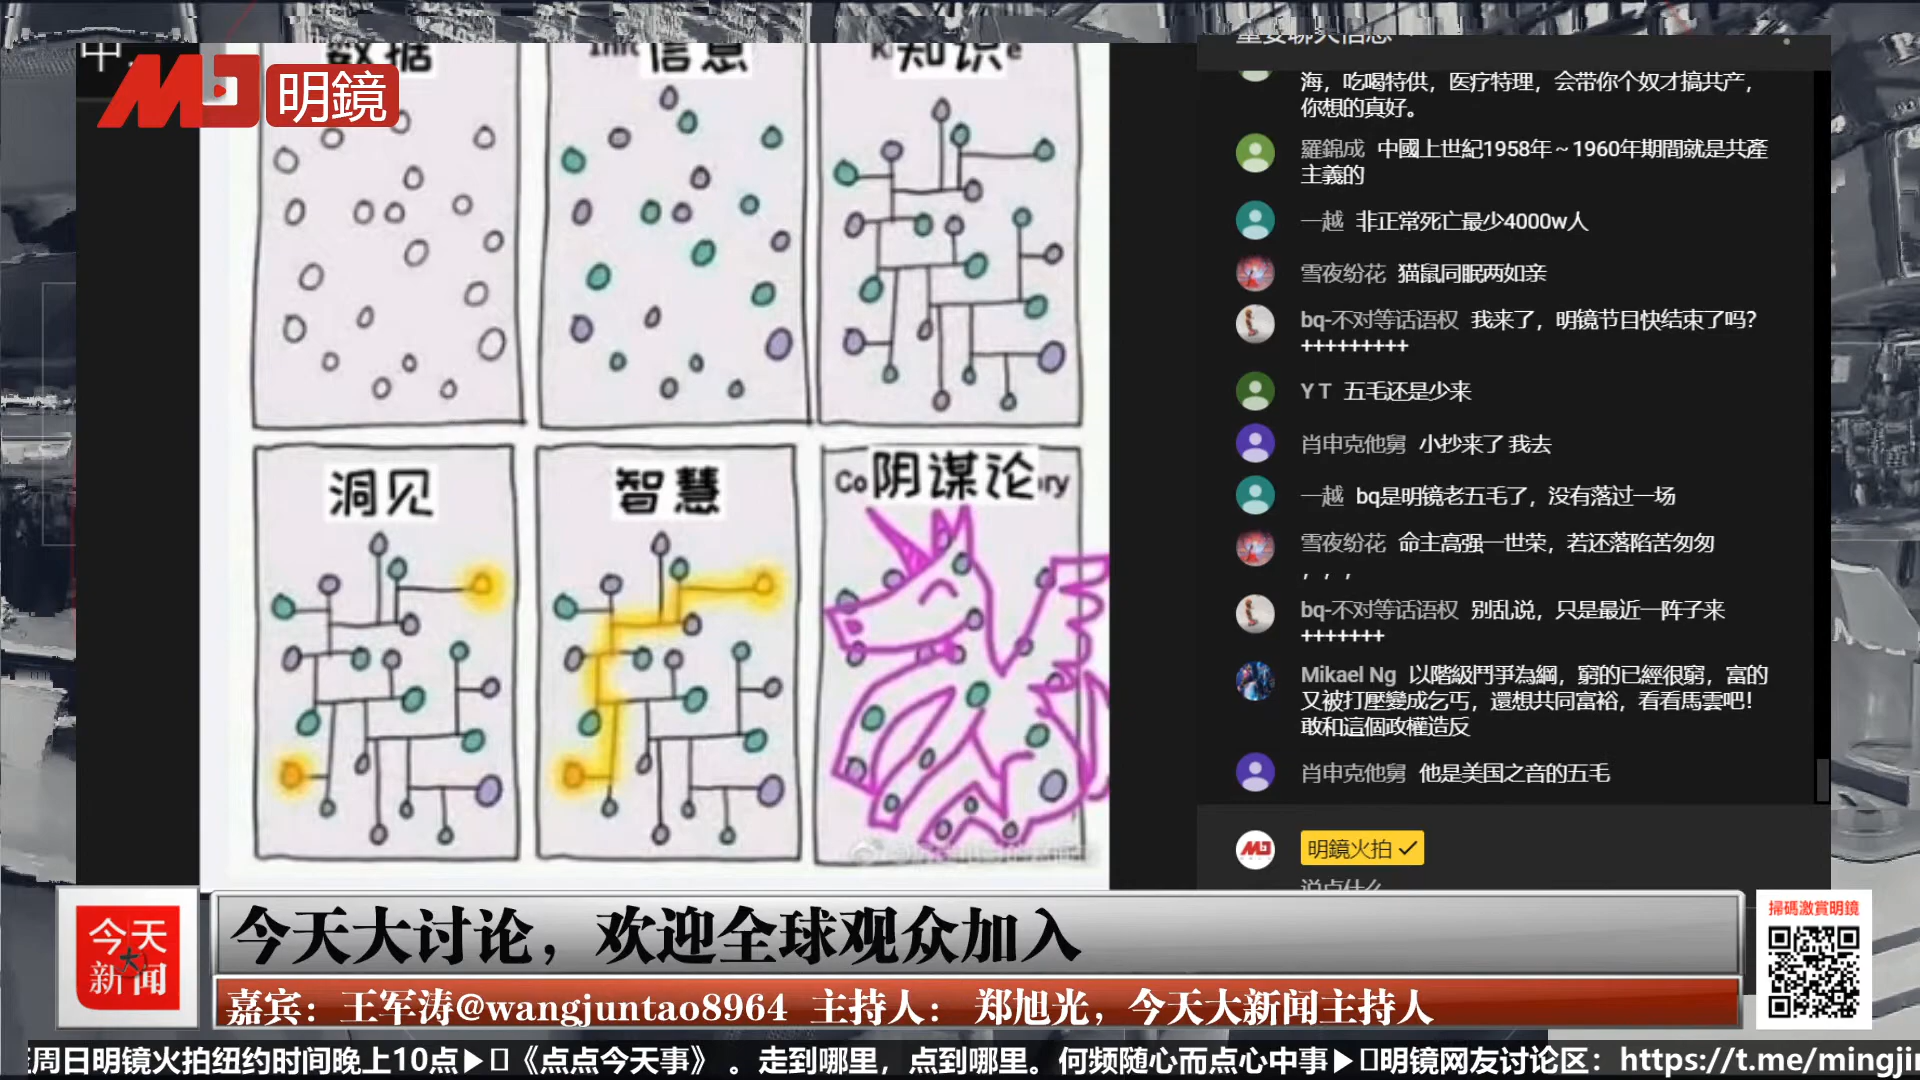 中.
明鏡
数据
信息
知识
洞见
智慧
阴谋论
重要聊天信息
海，吃喝特供，医疗特理，会带你个奴才搞共产，
你想的真好。
羅錦成 中國上世紀1958年～1960年期間就是共產
主義的
一越 非正常死亡最少4000w人
雪夜纷花 猫鼠同眠两如亲
bq-不对等话语权 我来了，明镜节目快结束了吗？
+++++++++
Y T 五毛还是少来
肖申克他舅 小抄来了 我去
一越 bq是明镜老五毛了，没有落过一场
雪夜纷花 命主高强一世荣，若还落陷苦匆匆
，，，
bq-不对等话语权 别乱说，只是最近一阵子来
+++++++
Mikael Ng 以階級鬥爭為綱，窮的已經很窮，富的
又被打壓變成乞丐，還想共同富裕，看看馬雲吧！
敢和這個政權造反
肖申克他舅 他是美国之音的五毛
明鏡火拍
说点什么
今天
大
新闻
今天大讨论，欢迎全球观众加入
嘉宾：王军涛@wangjuntao8964 主持人： 郑旭光，今天大新闻主持人
掃碼激賞明鏡
周日明镜火拍纽约时间晚上10点▶《点点今天事》 。走到哪里，点到哪里。何频随心而点心中事▶明镜网友讨论区：https://t.me/mingjin